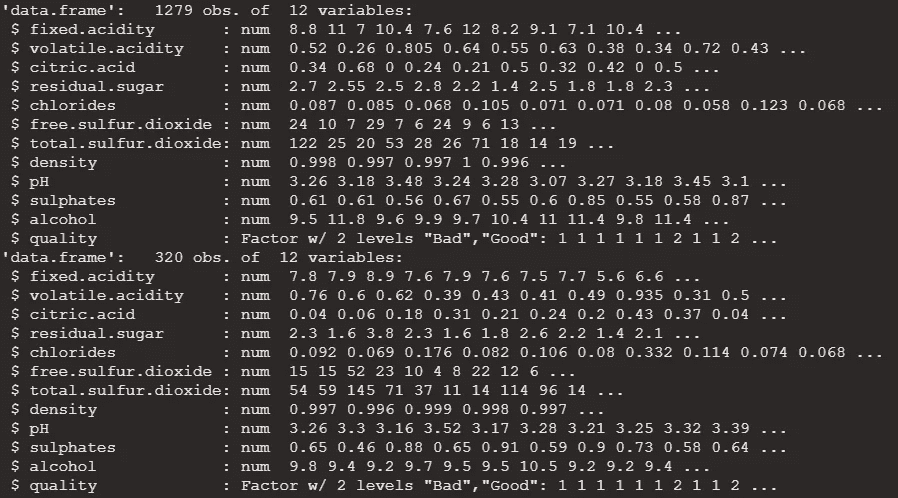 'data.frame':   1279 obs. of  12 variables:
 $ fixed.acidity       : num  8.8 11 7 10.4 7.6 12 8.2 9.1 7.1 10.4 ...
 $ volatile.acidity    : num  0.52 0.26 0.805 0.64 0.55 0.63 0.38 0.34 0.72 0.43 ...
 $ citric.acid         : num  0.34 0.68 0 0.24 0.21 0.5 0.32 0.42 0 0.5 ...
 $ residual.sugar      : num  2.7 2.55 2.5 2.8 2.2 1.4 2.5 1.8 1.8 2.3 ...
 $ chlorides           : num  0.087 0.085 0.068 0.105 0.071 0.071 0.08 0.058 0.123 0.068 ...
 $ free.sulfur.dioxide : num  24 10 7 29 7 6 24 9 6 13 ...
 $ total.sulfur.dioxide: num  122 25 20 53 28 26 71 18 14 19 ...
 $ density             : num  0.998 0.997 0.997 1 0.996 ...
 $ pH                  : num  3.26 3.18 3.48 3.24 3.28 3.07 3.27 3.18 3.45 3.1 ...
 $ sulphates           : num  0.61 0.61 0.56 0.67 0.55 0.6 0.85 0.55 0.58 0.87 ...
 $ alcohol             : num  9.5 11.8 9.6 9.9 9.7 10.4 11 11.4 9.8 11.4 ...
 $ quality             : Factor w/ 2 levels "Bad","Good": 1 1 1 1 1 1 2 1 1 2 ...
'data.frame':   320 obs. of  12 variables:
 $ fixed.acidity       : num  7.8 7.9 8.9 7.6 7.9 7.6 7.5 7.7 5.6 6.6 ...
 $ volatile.acidity    : num  0.76 0.6 0.62 0.39 0.43 0.41 0.49 0.935 0.31 0.5 ...
 $ citric.acid         : num  0.04 0.06 0.18 0.31 0.21 0.24 0.2 0.43 0.37 0.04 ...
 $ residual.sugar      : num  2.3 1.6 3.8 2.3 1.6 1.8 2.6 2.2 1.4 2.1 ...
 $ chlorides           : num  0.092 0.069 0.176 0.082 0.106 0.08 0.332 0.114 0.074 0.068 ...
 $ free.sulfur.dioxide : num  15 15 52 23 10 4 8 22 12 6 ...
 $ total.sulfur.dioxide: num  54 59 145 71 37 11 14 114 96 14 ...
 $ density             : num  0.997 0.996 0.999 0.998 0.997 ...
 $ pH                  : num  3.26 3.3 3.16 3.52 3.17 3.28 3.21 3.25 3.32 3.39 ...
 $ sulphates           : num  0.65 0.46 0.88 0.65 0.91 0.59 0.9 0.73 0.58 0.64 ...
 $ alcohol             : num  9.8 9.4 9.2 9.7 9.5 9.5 10.5 9.2 9.2 9.4 ...
 $ quality             : Factor w/ 2 levels "Bad","Good": 1 1 1 1 1 1 2 1 1 2 ...